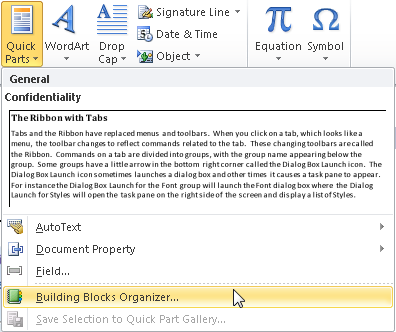 Quick Parts
WordArt
Drop Cap
Signature Line
Date & Time
Object
Equation
Symbol
General
Confidentiality
The Ribbon with Tabs
Tabs and the Ribbon have replaced menus and toolbars. When you click on a tab, which looks like a
menu, the toolbar changes to reflect commands related to the tab. These changing toolbars are called
the Ribbon. Commands on a tab are divided into groups, with the group name appearing below the
group. Some groups have a little arrow in the bottom right corner called the Dialog Box Launch icon. The
Dialog Box Launch icon sometimes launches a dialog and other times it causes a task pane to appear.
For instance the Dialog Box Launch for the Font group will launch the Font dialog box where the Dialog
Launch for Styles will open the task pane on the right side of the screen and display a list of Styles.
AutoText
Document Property
Field...
Building Blocks Organizer...
Save Selection to Quick Part Gallery...